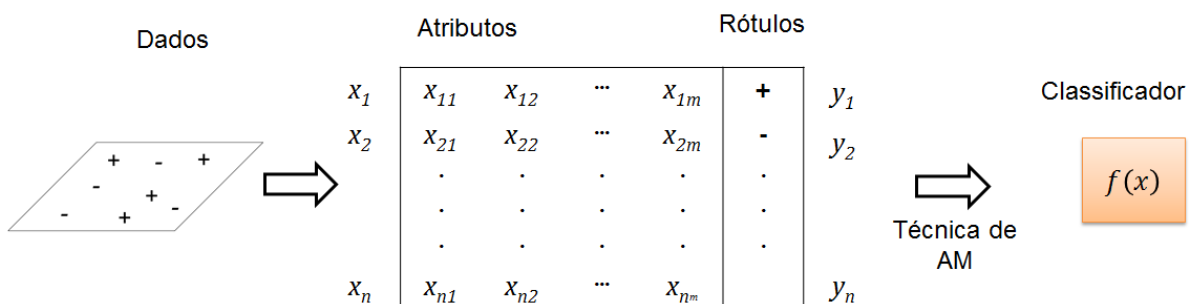 Dados
Atributos
Rótulos
x₁ x₁₁ x₁₂ ... x₁ₘ + y₁
Classificador
x₂ x₂₁ x₂₂ ... x₂ₘ - y₂
+ - +
- +
- + -
. . . . .
. . . . .
. . . . .
f(x)
Técnica de
AM
xₙ xₙ₁ xₙ₂ ... xₙₘ yₙ